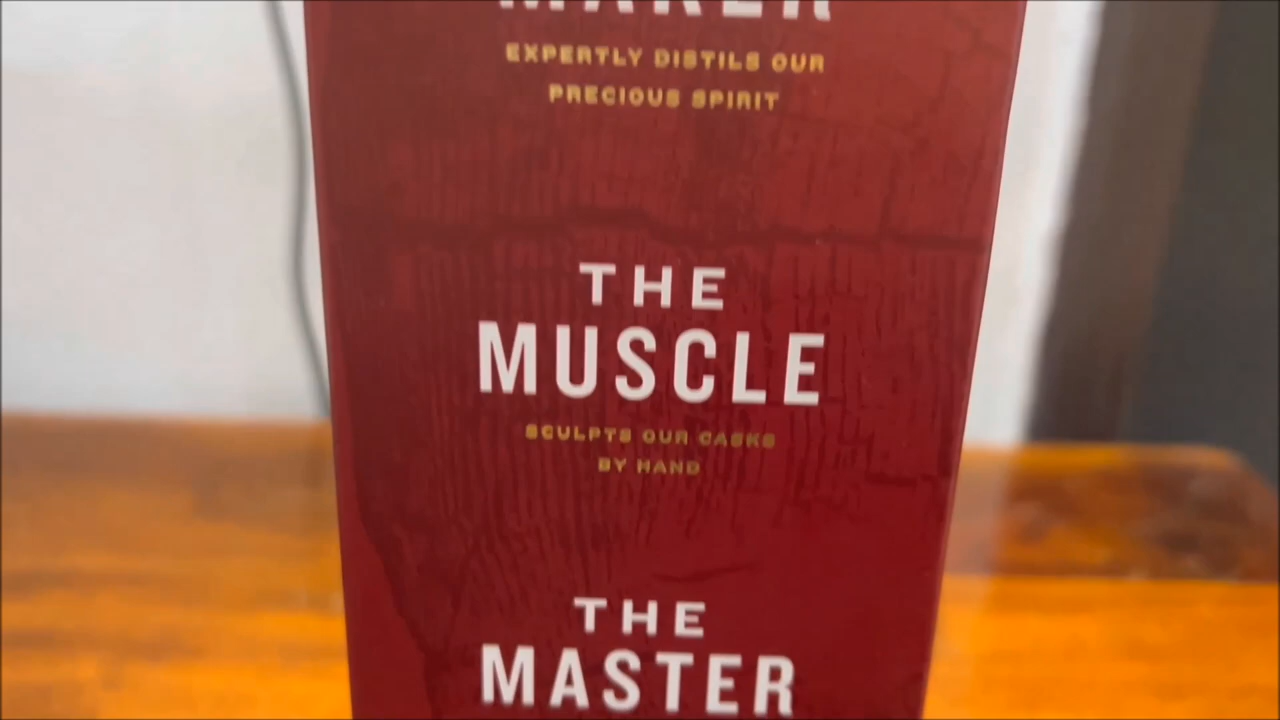 MAKER
EXPERTLY DISTILS OUR
PRECIOUS SPIRIT
THE
MUSCLE
SCULPTS OUR CASKS
BY HAND
THE
MASTER